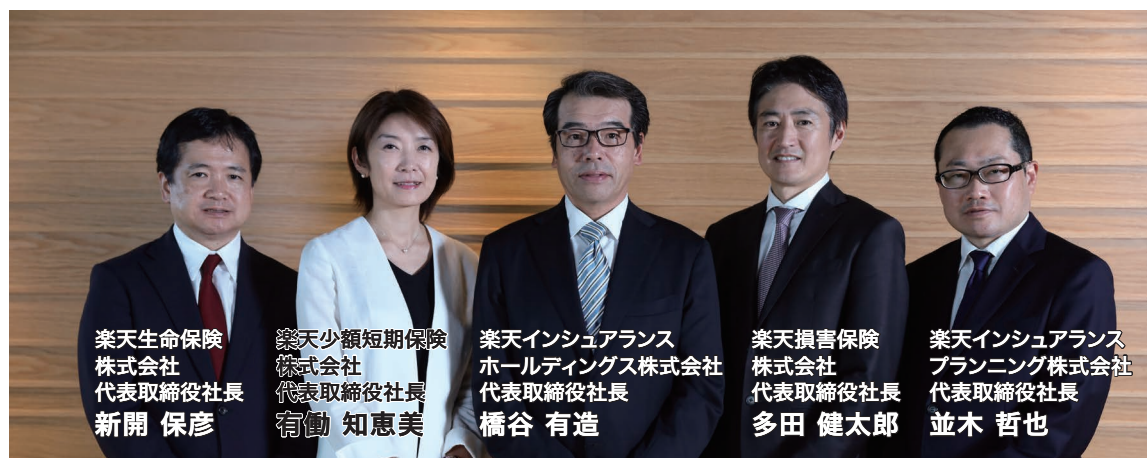 楽天生命保険
株式会社
代表取締役社長
新開 保彦
楽天少額短期保険
株式会社
代表取締役社長
有働 知恵美
楽天インシュアランス
ホールディングス株式会社
代表取締役社長
橋谷 有造
楽天損害保険
株式会社
代表取締役社長
多田 健太郎
楽天インシュアランス
プランニング株式会社
代表取締役社長
並木 哲也